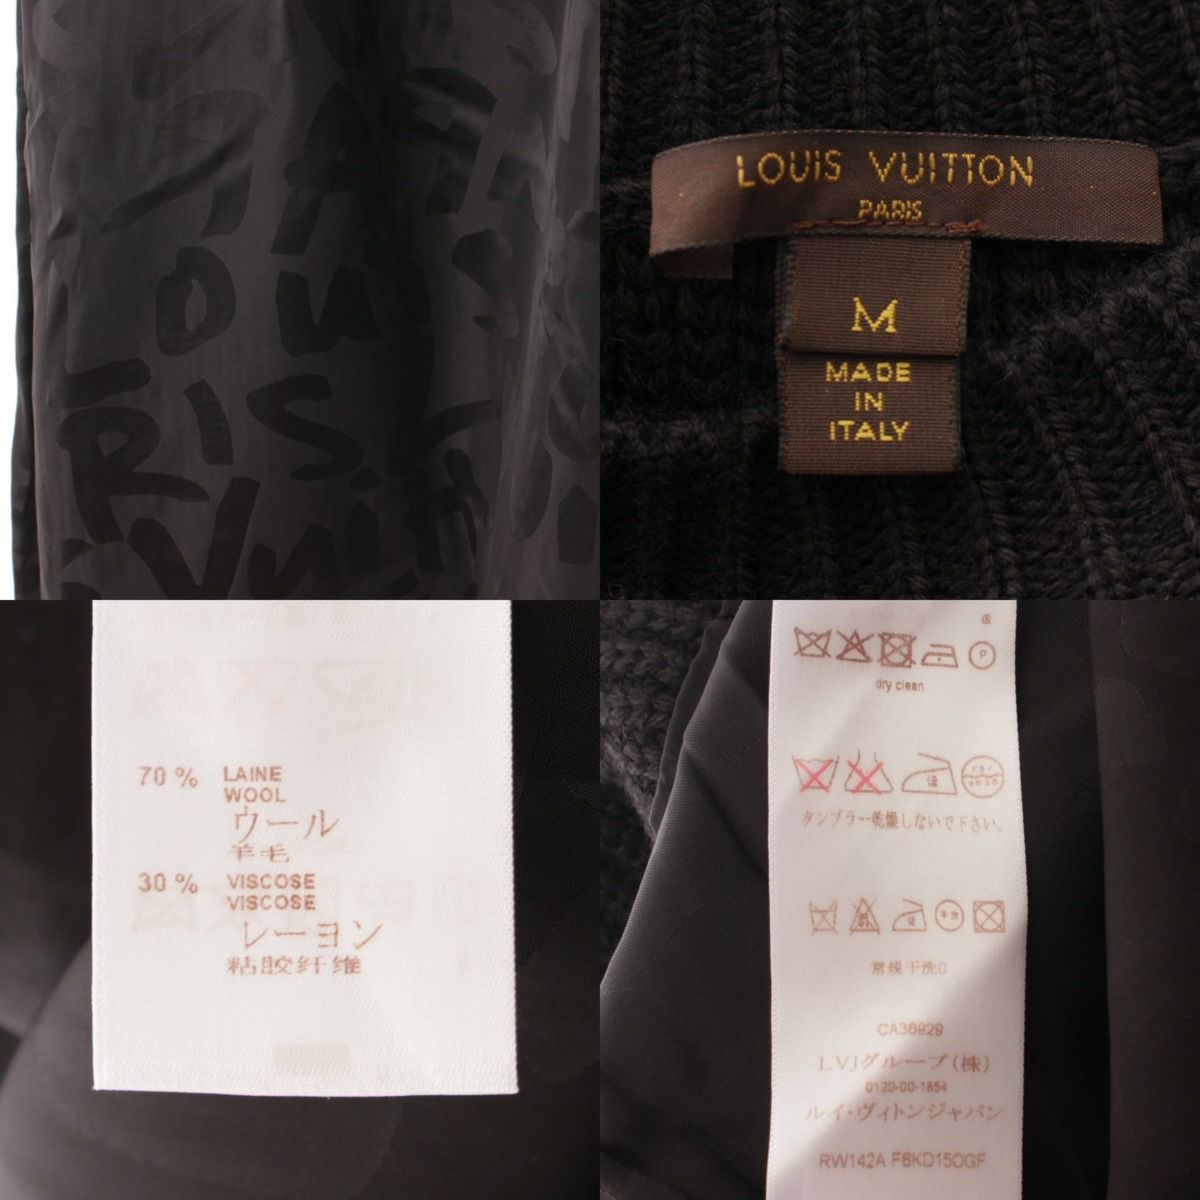 ouis
RIS
Vuitt
LOUIS VUITTON
PARIS
M
MADE
IN
ITALY
70 % LAINE
WOOL
ウール
羊毛
30 % VISCOSE
VISCOSE
レーヨン
粘胶纤维
P
dry clean
タンブラー乾燥しないで下さい。
常规干洗
CA36929
LVJグループ(株)
0120-00-1854
ルイ・ヴィトンジャパン
RW142A F6KD15OGF